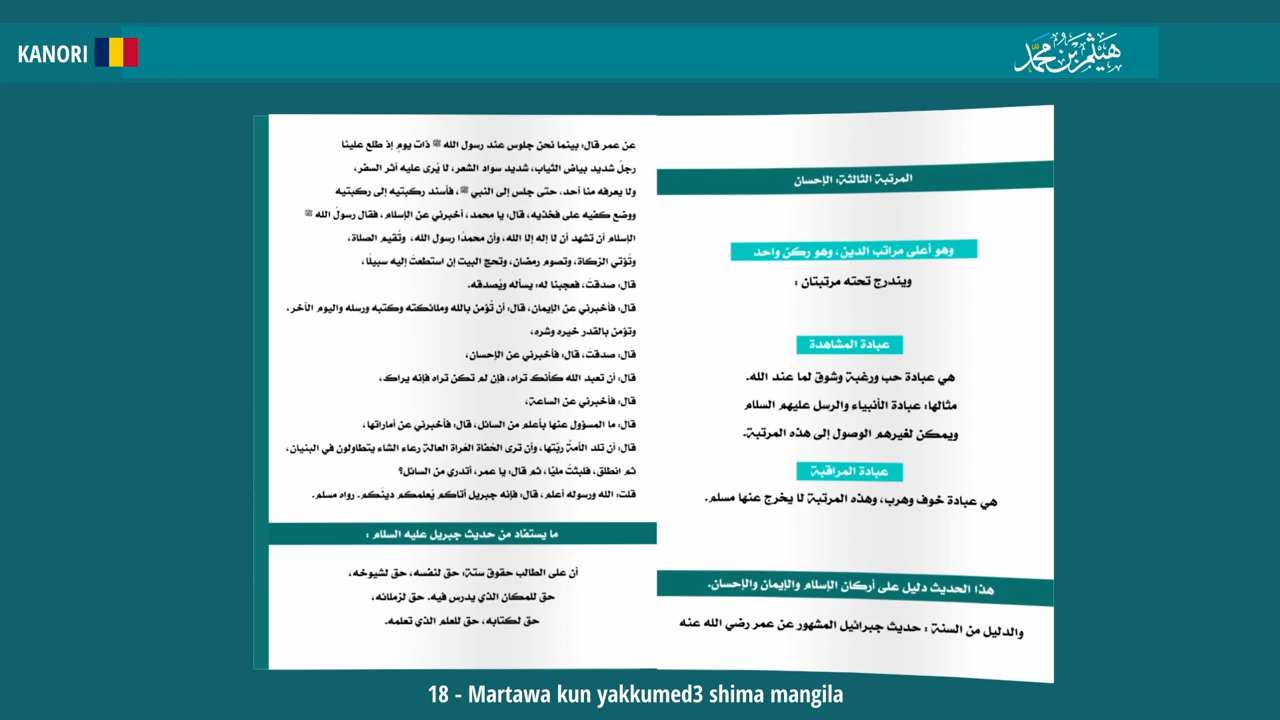 KANORI
هيثم بن محمد
المرتبة الثالثة: الإحسان
وهو أعلى مراتب الدين، وهو ركن واحد
ويندرج تحته مرتبتان :
عبادة المشاهدة
هي عبادة حب ورغبة وشوق لما عند الله.
مثالها: عبادة الأنبياء والرسل عليهم السلام
ويمكن لغيرهم الوصول إلى هذه المرتبة.
عبادة المراقبة
هي عبادة خوف وهرب، وهذه المرتبة لا يخرج عنها مسلم.
هذا الحديث دليل على أركان الإسلام والإيمان والإحسان.
والدليل من السنة : حديث جبرائيل المشهور عن عمر رضي الله عنه
عن عمر قال: بينما نحن جلوس عند رسول الله ﷺ ذات يوم إذ طلع علينا
رجلٌ شديد بياض الثياب، شديد سواد الشعر، لا يُرى عليه أثر السفر،
ولا يعرفه منا أحد، حتى جلس إلى النبي ﷺ، فأسند ركبتيه إلى ركبتيه
ووضع كفيه على فخذيه، قال: يا محمد، أخبرني عن الإسلام، فقال رسولُ الله ﷺ
الإسلام أن تشهد أن لا إله إلا الله، وأن محمدًا رسول الله، وتُقيم الصلاة،
وتُؤتي الزكاة، وتصوم رمضان، وتحج البيت إن استطعتَ إليه سبيلًا،
قال: صدقتَ، فعجبنا له: يسأله ويُصدقه.
قال: فأخبرني عن الإيمان، قال: أن تُؤمن بالله وملائكته وكتبه ورسله واليوم الآخر،
وتؤمن بالقدر خيره وشره،
قال: صدقتَ، قال: فأخبرني عن الإحسان،
قال: أن تعبد الله كأنك تراه، فإن لم تكن تراه فإنه يراك،
قال: فأخبرني عن الساعة،
قال: ما المسؤول عنها بأعلم من السائل، قال: فأخبرني عن أماراتها،
قال: أن تلد الأمةُ ربّتها، وأن ترى الحُفاة العُراة العالة رعاء الشاء يتطاولون في البنيان،
ثم انطلق، فلبثتُ مليًا، ثم قال: يا عمر، أتدري من السائل؟
قلت: الله ورسوله أعلم، قال: فإنه جبريل أتاكم يُعلمكم دينَكم. رواه مسلم.
ما يستفاد من حديث جبريل عليه السلام :
أن على الطالب حقوق ستة: حق لنفسه، حق لشيوخه،
حق للمكان الذي يدرس فيه. حق لزملائه،
حق لكتابه، حق للعلم الذي تعلمه.
18 - Martawa kun yakkumed3 shima mangila